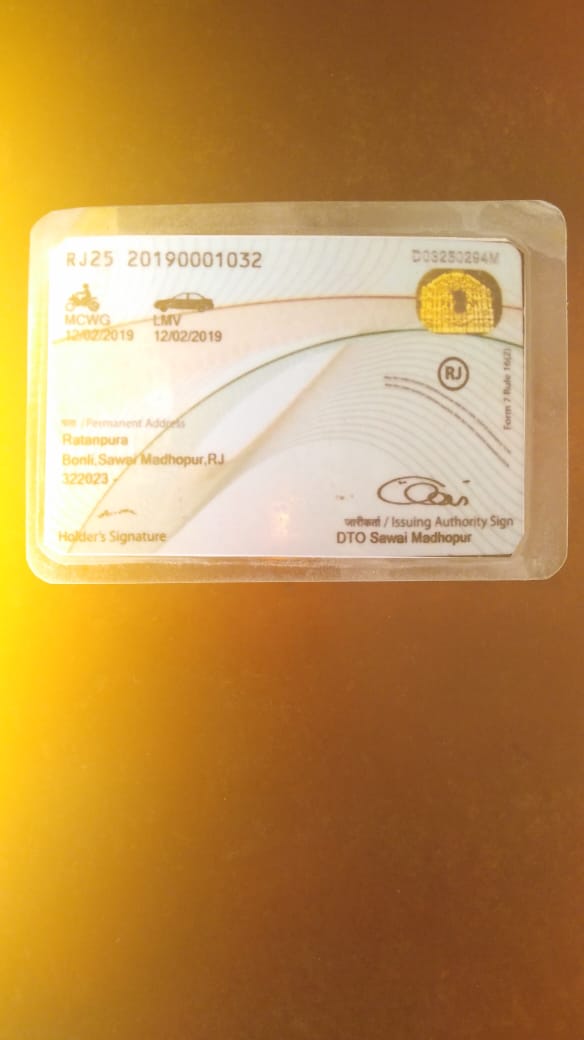 RJ25 20190001032
D03250294M
MCWG LMV
12/02/2019 12/02/2019
RJ
Form 7 Rule 16(2)
पता /Permanent Address
Ratanpura
Bonli,Sawai Madhopur,RJ
322023
Holder's Signature
जारीकर्ता / Issuing Authority Sign
DTO Sawai Madhopur